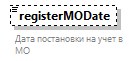 registerMODate
Дата постановки на учет в
МО